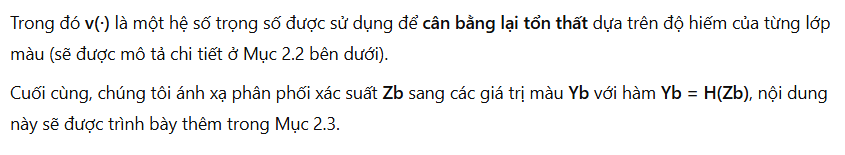 Trong đó v(·) là một hệ số trọng số được sử dụng để cân bằng lại tổn thất dựa trên độ hiếm của từng lớp
màu (sẽ được mô tả chi tiết ở Mục 2.2 bên dưới).
Cuối cùng, chúng tôi ánh xạ phân phối xác suất Zb sang các giá trị màu Yb với hàm Yb = H(Zb), nội dung
này sẽ được trình bày thêm trong Mục 2.3.